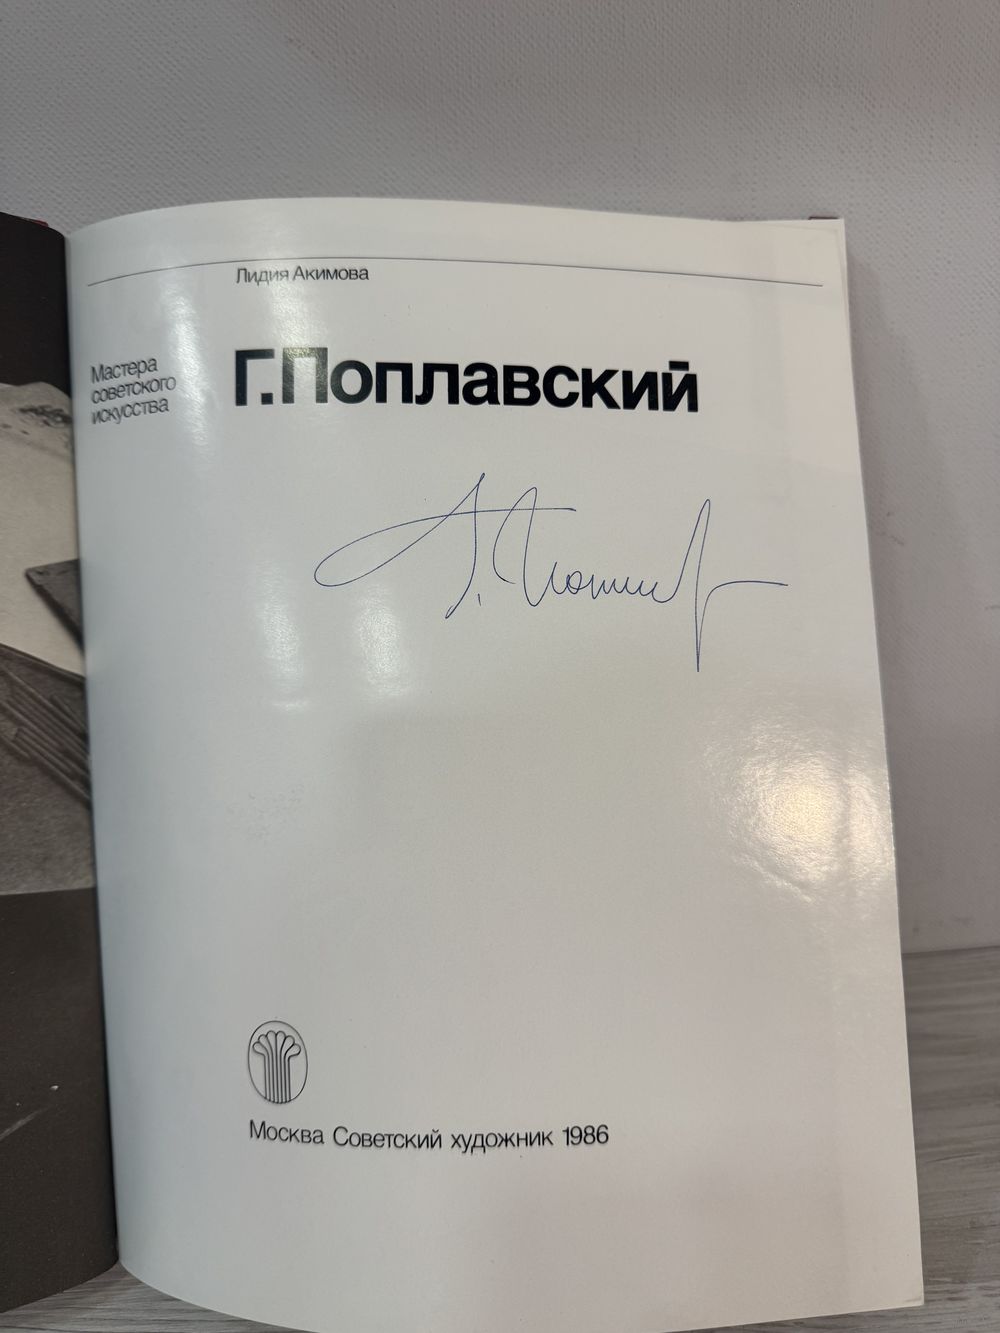 Лидия Акимова
Мастера
советского
искусства
Г.Поплавский
Москва Советский художник 1986